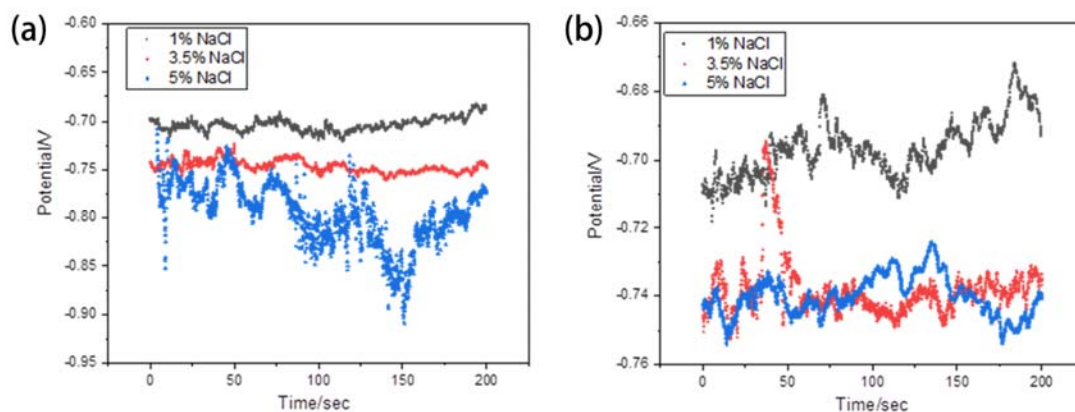 (a)
1% NaCl
3.5% NaCl
5% NaCl
Potential/V
-0.60
-0.65
-0.70
-0.75
-0.80
-0.85
-0.90
-0.95
0 50 100 150 200
Time/sec
(b)
1% NaCl
3.5% NaCl
5% NaCl
Potential/V
-0.66
-0.68
-0.70
-0.72
-0.74
-0.76
0 50 100 150 200
Time/sec